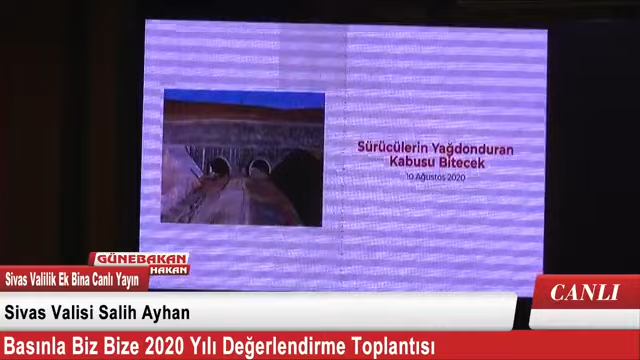 Sürücülerin Yağdonduran
Kabusu Bitecek
10 Ağustos 2020
GÜNEBAKAN
HAKAN
Sivas Valilik Ek Bina Canlı Yayın
Sivas Valisi Salih Ayhan
CANLI
Basınla Biz Bize 2020 Yılı Değerlendirme Toplantısı